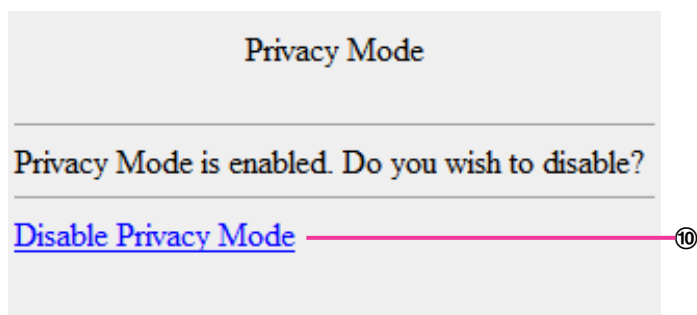 Privacy Mode
Privacy Mode is enabled. Do you wish to disable?
Disable Privacy Mode ⑩